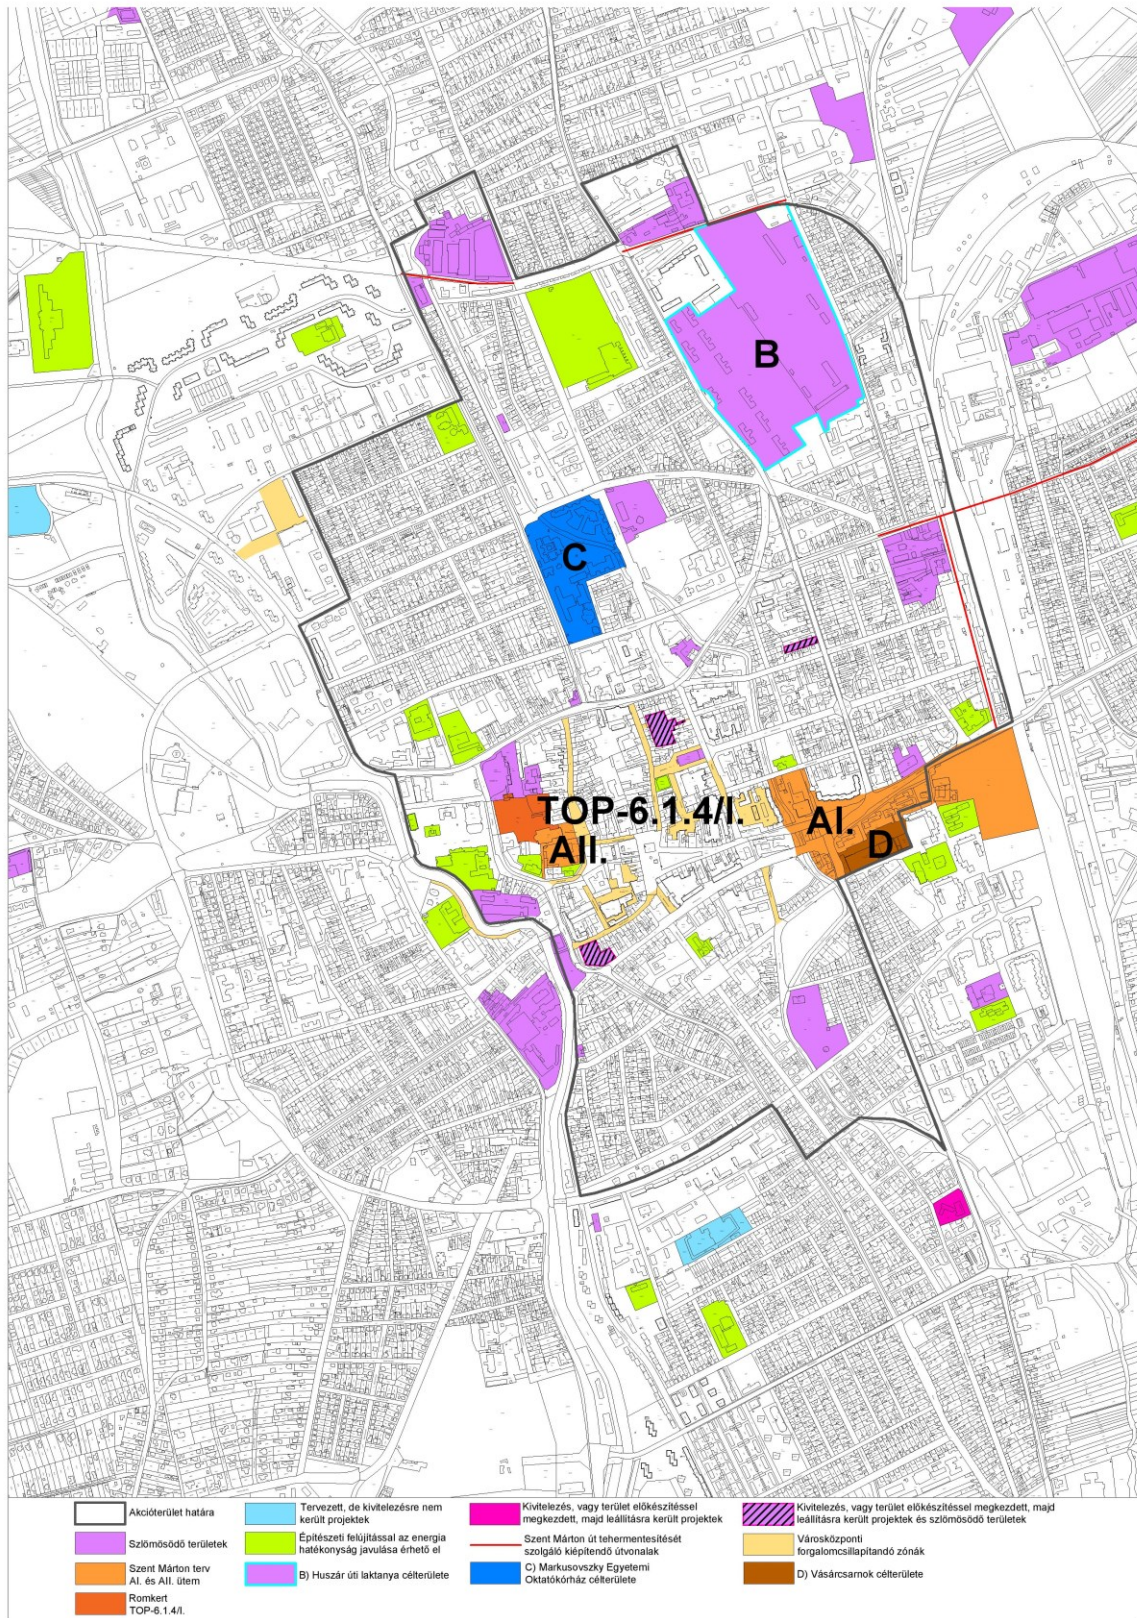 B
C
TOP-6.1.4/I.
AII.
AI.
D
Akcióterület határa
Szlömösödő területek
Szent Márton terv
AI. és AII. ütem
Romkert
TOP-6.1.4/I.
Tervezett, de kivitelezésre nem
került projektek
Építészeti felújítással az energia
hatékonyság javulása érhető el
B) Huszár úti laktanya célterülete
Kivitelezés, vagy terület előkészítéssel
megkezdett, majd leállításra került projektek
Szent Márton út tehermentesítését
szolgáló kiépítendő útvonalak
C) Markusovszky Egyetemi
Oktatókórház célterülete
Kivitelezés, vagy terület előkészítéssel megkezdett, majd
leállításra került projektek és szlömösödő területek
Városközponti
forgalomcsillapítandó zónák
D) Vásárcsarnok célterülete